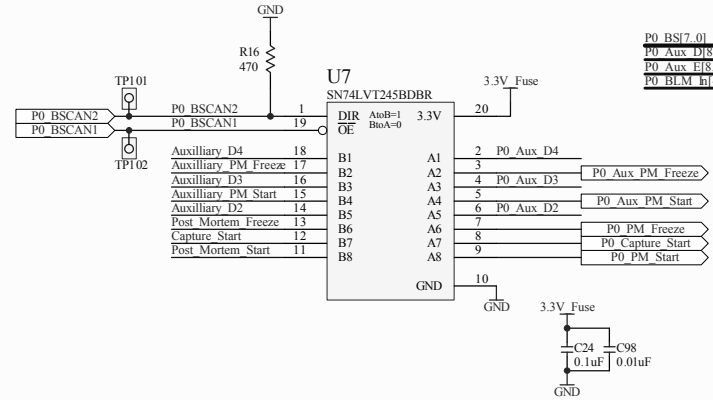 GND
R16
470
U7
SN74LVT245BDBR
3.3V_Fuse
P0_BS[7..0]
P0_Aux_D[8
P0_Aux_E[8
P0_BLM_In[
TP101
P0_BSCAN2 P0_BSCAN2 1 DIR AtoB=1 3.3V 20
P0_BSCAN1 P0_BSCAN1 19 OE BtoA=0
TP102
Auxilliary_D4 18 B1 A1 2 P0_Aux_D4
Auxilliary_PM_Freeze 17 B2 A2 3 P0_Aux_PM_Freeze
Auxilliary_D3 16 B3 A3 4 P0_Aux_D3
Auxilliary_PM_Start 15 B4 A4 5 P0_Aux_PM_Start
Auxilliary_D2 14 B5 A5 6 P0_Aux_D2
Post_Mortem_Freeze 13 B6 A6 7 P0_PM_Freeze
Capture_Start 12 B7 A7 8 P0_Capture_Start
Post_Mortem_Start 11 B8 A8 9 P0_PM_Start
GND 10
GND
3.3V_Fuse
C24 C98
0.1uF 0.01uF
GND